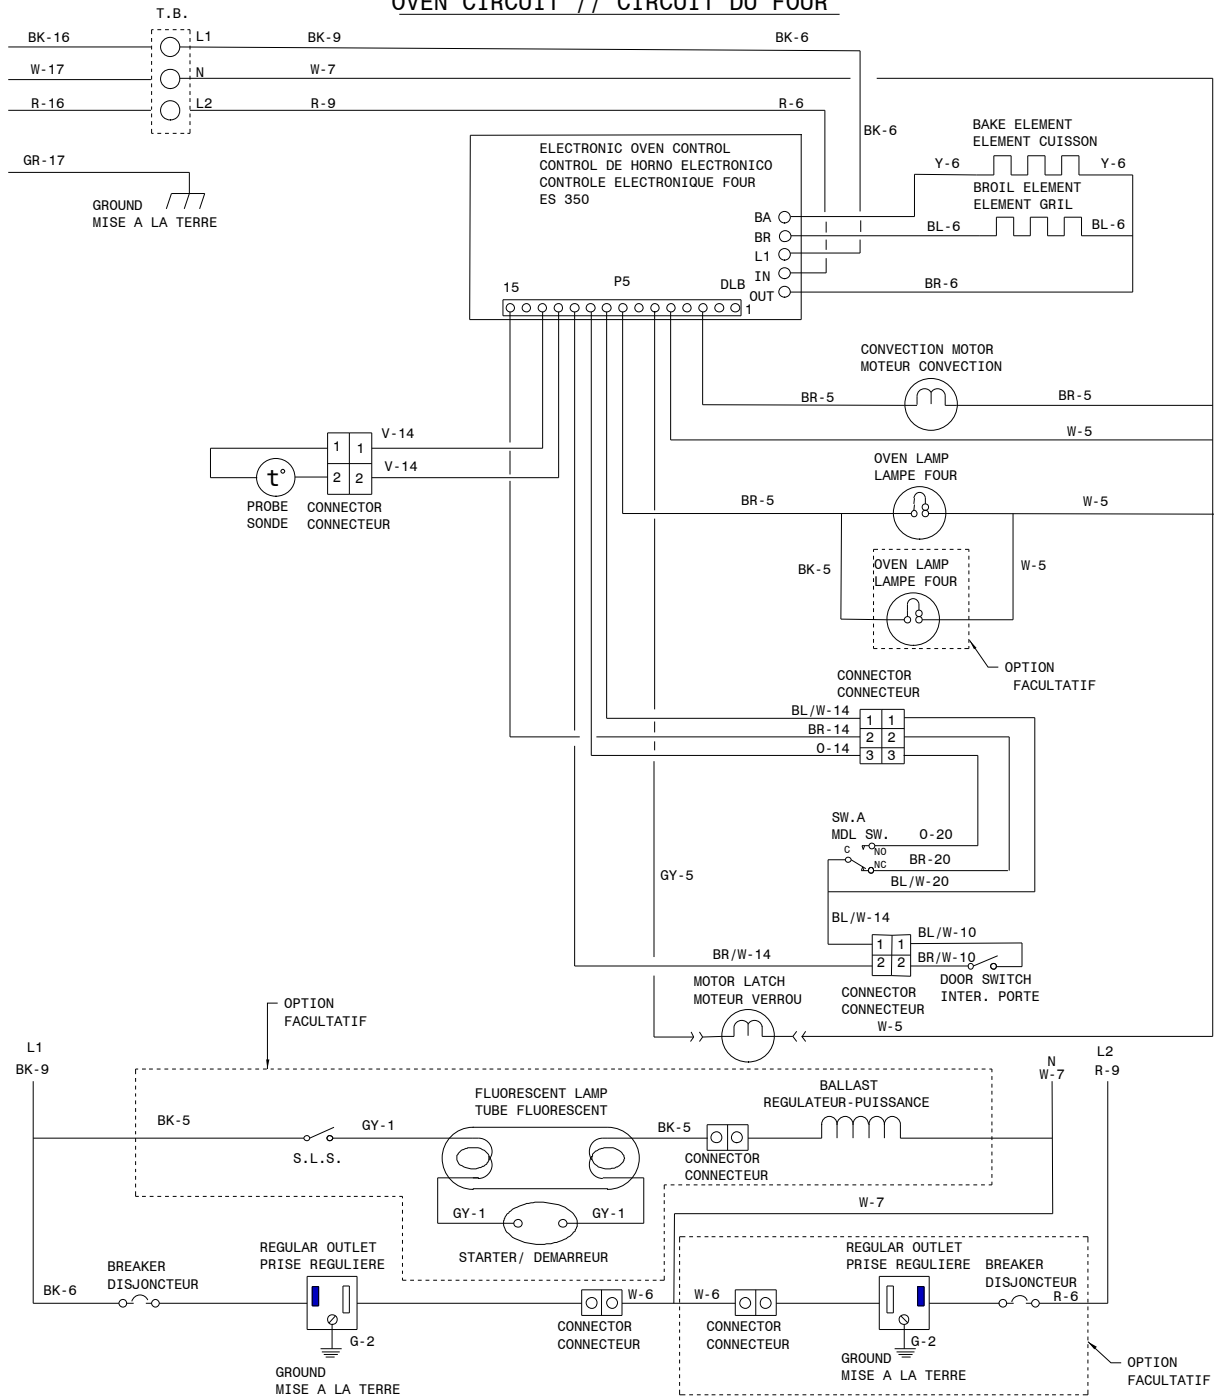 OVEN CIRCUIT // CIRCUIT DU FOUR
T.B.
BK-16
L1
BK-9
BK-6
W-17
N
W-7
R-16
L2
R-9
R-6
BK-6
GR-17
GROUND
MISE A LA TERRE
ELECTRONIC OVEN CONTROL
CONTROL DE HORNO ELECTRONICO
CONTROLE ELECTRONIQUE FOUR
ES 350
BAKE ELEMENT
ELEMENT CUISSON
Y-6
Y-6
BROIL ELEMENT
ELEMENT GRIL
BL-6
BL-6
BA
BR
L1
IN
DLB
OUT
BR-6
15
P5
1
CONVECTION MOTOR
MOTEUR CONVECTION
BR-5
BR-5
W-5
V-14
1 1
V-14
2 2
t°
PROBE
SONDE
CONNECTOR
CONNECTEUR
OVEN LAMP
LAMPE FOUR
BR-5
W-5
BK-5
OVEN LAMP
LAMPE FOUR
W-5
OPTION
FACULTATIF
CONNECTOR
CONNECTEUR
BL/W-14
1 1
BR-14
2 2
O-14
3 3
SW.A
MDL SW.
O-20
C
NO
BR-20
NC
BL/W-20
GY-5
BL/W-14
BL/W-10
1 1
BR/W-14
2 2
BR/W-10
DOOR SWITCH
INTER. PORTE
CONNECTOR
CONNECTEUR
MOTOR LATCH
MOTEUR VERROU
W-5
OPTION
FACULTATIF
L1
BK-9
N
W-7
L2
R-9
FLUORESCENT LAMP
TUBE FLUORESCENT
BALLAST
REGULATEUR-PUISSANCE
BK-5
GY-1
BK-5
S.L.S.
CONNECTOR
CONNECTEUR
W-7
GY-1
GY-1
STARTER/ DEMARREUR
BREAKER
DISJONCTEUR
REGULAR OUTLET
PRISE REGULIERE
REGULAR OUTLET
PRISE REGULIERE
BREAKER
DISJONCTEUR
BK-6
W-6
W-6
R-6
CONNECTOR
CONNECTEUR
CONNECTOR
CONNECTEUR
G-2
GROUND
MISE A LA TERRE
G-2
GROUND
MISE A LA TERRE
OPTION
FACULTATIF